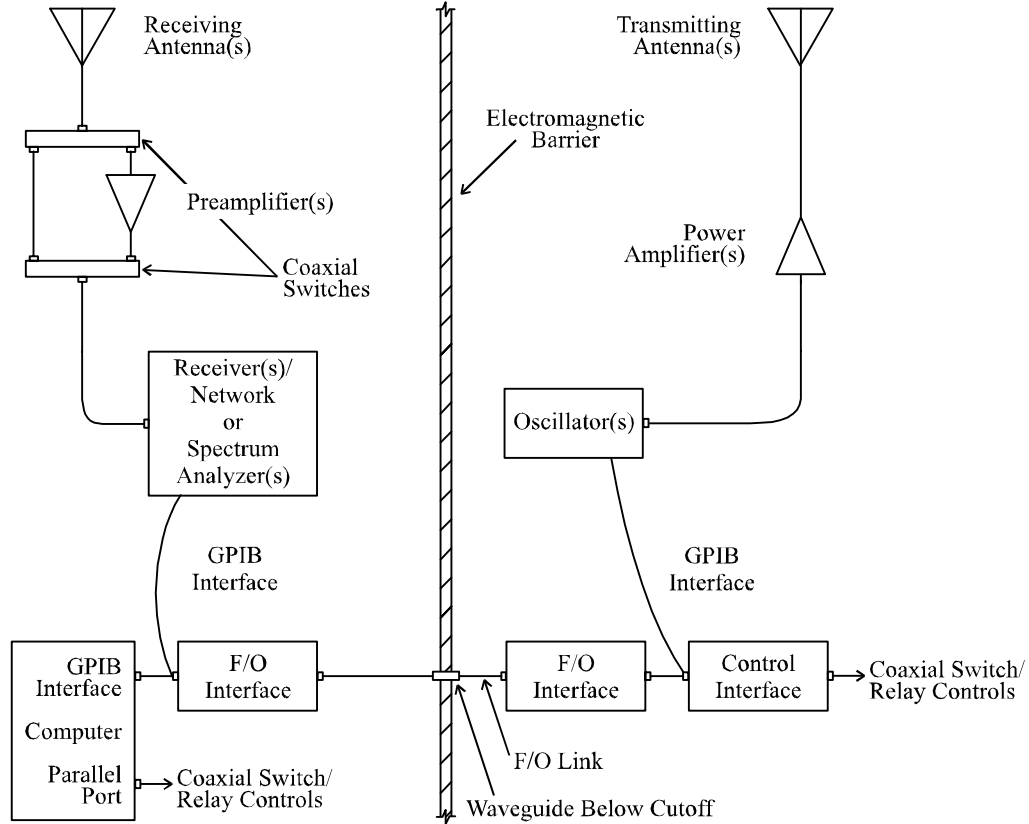 Receiving
Antenna(s)
Transmitting
Antenna(s)
Electromagnetic
Barrier
Preamplifier(s)
Coaxial
Switches
Power
Amplifier(s)
Receiver(s)/
Network
or
Spectrum
Analyzer(s)
Oscillator(s)
GPIB
Interface
GPIB
Interface
GPIB
Interface
Computer
Parallel
Port
F/O
Interface
F/O
Interface
Control
Interface
Coaxial Switch/
Relay Controls
F/O Link
Coaxial Switch/
Relay Controls
Waveguide Below Cutoff